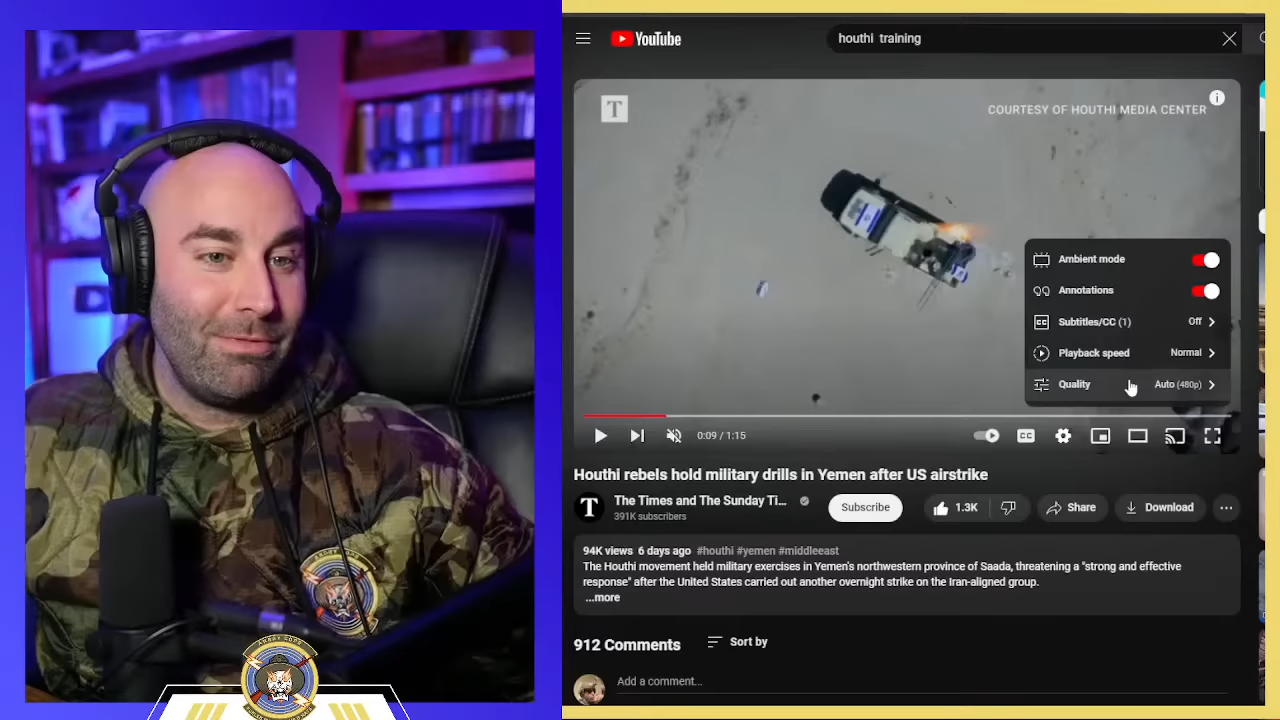 YouTube
houthi training
T
COURTESY OF HOUTHI MEDIA CENTER
Ambient mode
Annotations
CC
Subtitles/CC (1)
Off
Playback speed
Normal
Quality
Auto (480p)
0:09 / 1:15
CC
Houthi rebels hold military drills in Yemen after US airstrike
T
The Times and The Sunday Ti...
391K subscribers
Subscribe
1.3K
Share
Download
94K views 6 days ago #houthi #yemen #middleeast
The Houthi movement held military exercises in Yemen's northwestern province of Saada, threatening a "strong and effective
response" after the United States carried out another overnight strike on the Iran-aligned group.
...more
912 Comments
Sort by
Add a comment...
ANGRY COPS